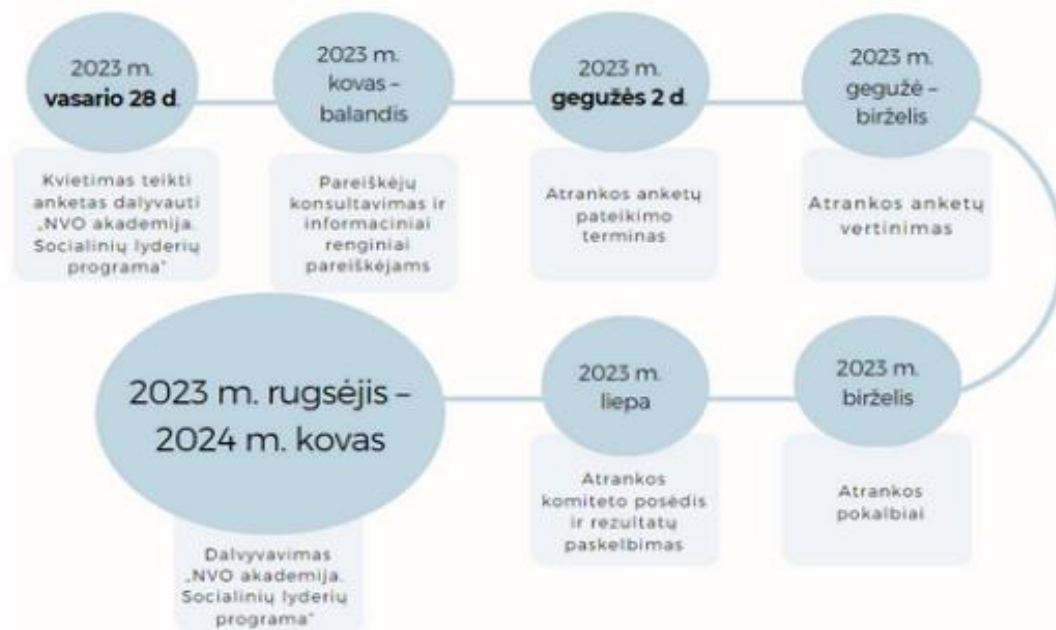 2023 m.
vasario 28 d.
Kvietimas teikti
anketas dalyvauti
„NVO akademija.
Socialinių lyderių
programa"
2023 m.
kovas –
balandis
Pareiškėjų
konsultavimas ir
informaciniai
renginiai
pareiškėjams
2023 m.
gegužės 2 d.
Atrankos anketų
pateikimo
terminas
2023 m.
gegužė –
birželis
Atrankos anketų
vertinimas
2023 m.
birželis
Atrankos
pokalbiai
2023 m.
liepa
Atrankos
komiteto posėdis
ir rezultatų
paskelbimas
2023 m. rugsėjis –
2024 m. kovas
Dalvyvavimas
„NVO akademija.
Socialinių lyderių
programa"